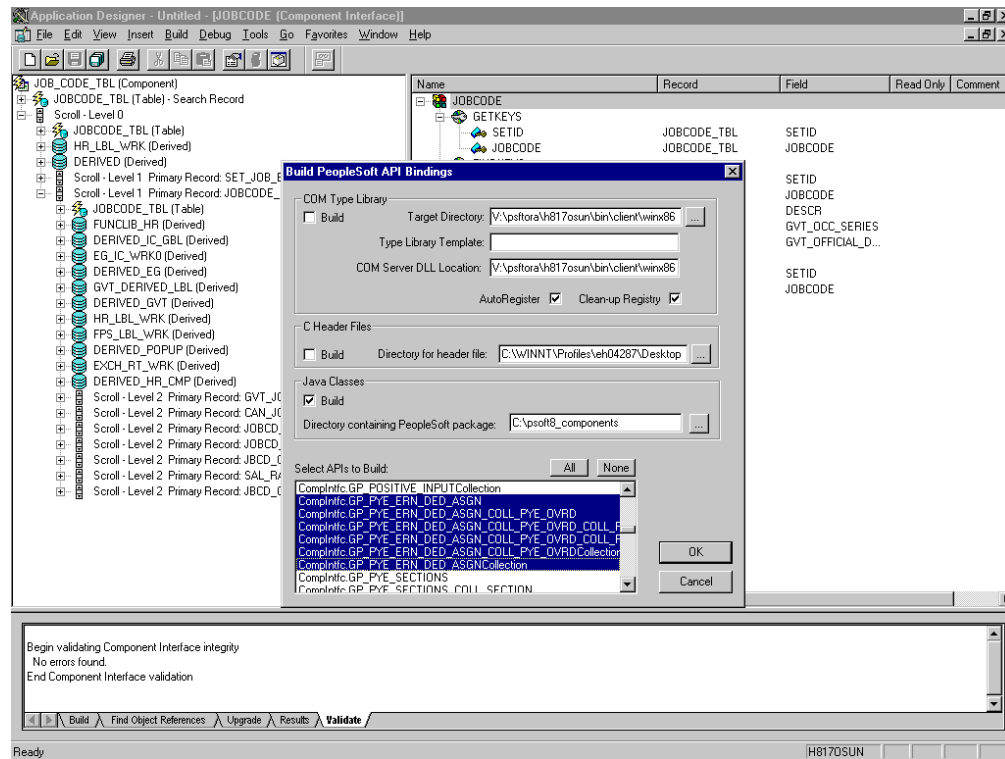 Application Designer - Untitled - [JOBCODE (Component Interface)]
File Edit View Insert Build Debug Tools Go Favorites Window Help
JOB_CODE_TBL (Component)
JOBCODE_TBL (Table) - Search Record
Scroll - Level 0
JOBCODE_TBL (Table)
HR_LBL_WRK (Derived)
DERIVED (Derived)
Scroll - Level 1 Primary Record: SET_JOB_E
Scroll - Level 1 Primary Record: JOBCODE_
JOBCODE_TBL (Table)
FUNCLIB_HR (Derived)
DERIVED_IC_GBL (Derived)
EG_IC_WRK0 (Derived)
DERIVED_EG (Derived)
GVT_DERIVED_LBL (Derived)
DERIVED_GVT (Derived)
HR_LBL_WRK (Derived)
FPS_LBL_WRK (Derived)
DERIVED_POPUP (Derived)
EXCH_RT_WRK (Derived)
DERIVED_HR_CMP (Derived)
Scroll - Level 2 Primary Record: GVT_JO
Scroll - Level 2 Primary Record: CAN_JO
Scroll - Level 2 Primary Record: JOBCD_
Scroll - Level 2 Primary Record: JOBCD_
Scroll - Level 2 Primary Record: JBCD_
Scroll - Level 2 Primary Record: SAL_RA
Scroll - Level 2 Primary Record: JBCD_
Name Record Field Read Only Comment
JOBCODE
GETKEYS
SETID JOBCODE_TBL SETID
JOBCODE JOBCODE_TBL JOBCODE
SETID
JOBCODE
DESCR
GVT_OCC_SERIES
GVT_OFFICIAL_D...
SETID
JOBCODE
Build PeopleSoft API Bindings
COM Type Library
Build Target Directory: V:\psftora\h817osun\bin\client\winx86 ...
Type Library Template:
COM Server DLL Location: V:\psftora\h817osun\bin\client\winx86
AutoRegister Clean-up Registry
C Header Files
Build Directory for header file: C:\WINNT\Profiles\eh04287\Desktop ...
Java Classes
Build
Directory containing PeopleSoft package: C:\psoft8_components ...
Select APIs to Build: All None
CompIntfc.GP_POSITIVE_INPUTCollection
CompIntfc.GP_PYE_ERN_DED_ASGN
CompIntfc.GP_PYE_ERN_DED_ASGN_COLL_PYE_OVRD
CompIntfc.GP_PYE_ERN_DED_ASGN_COLL_PYE_OVRD_COLL_F
CompIntfc.GP_PYE_ERN_DED_ASGN_COLL_PYE_OVRD_COLL_F
CompIntfc.GP_PYE_ERN_DED_ASGN_COLL_PYE_OVRDCollection
CompIntfc.GP_PYE_ERN_DED_ASGNCollection
CompIntfc.GP_PYE_SECTIONS
CompIntfc.GP_PYE_SECTIONS_COLL_SECTION
OK
Cancel
Begin validating Component Interface integrity
No errors found.
End Component Interface validation
Build Find Object References Upgrade Results Validate
Ready H817OSUN